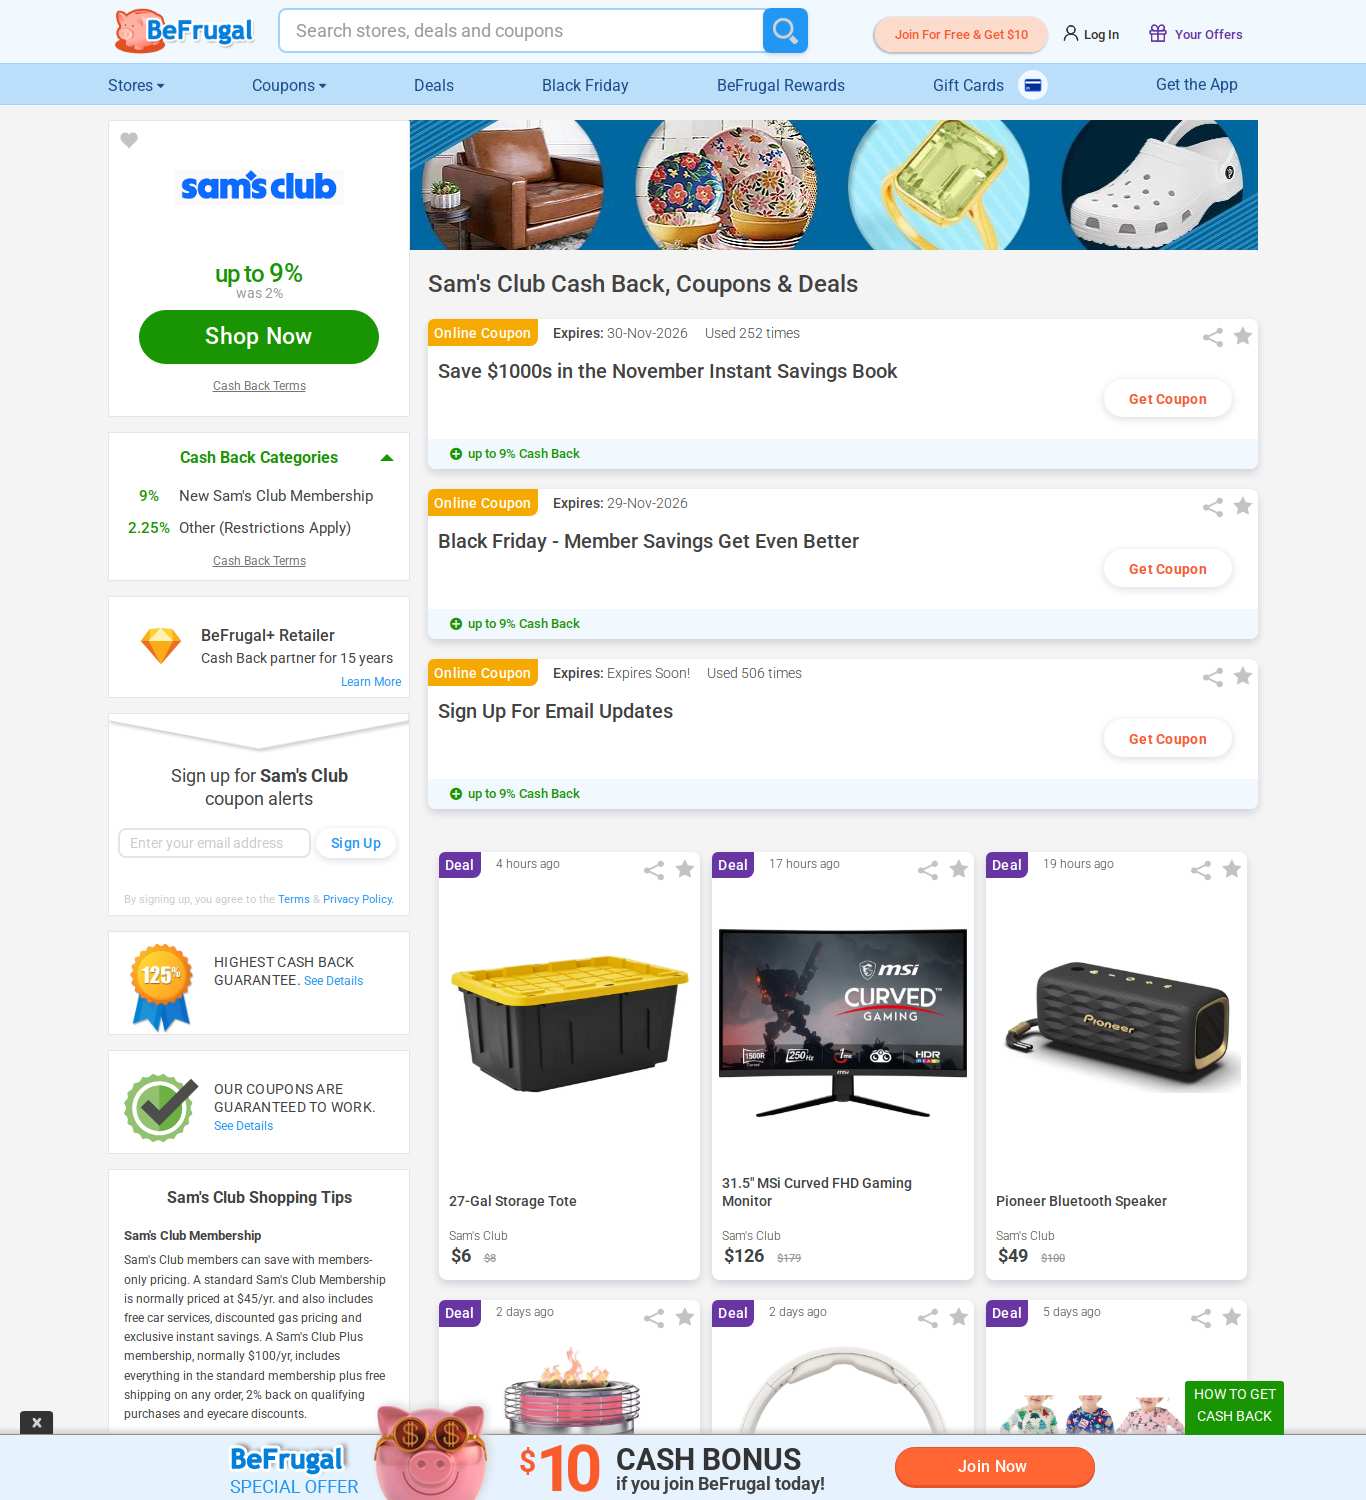 BeFrugal
Search stores, deals and coupons
Join For Free & Get $10
Log In
Your Offers
Stores
Coupons
Deals
Black Friday
BeFrugal Rewards
Gift Cards
Get the App
sam's club
up to 9%
was 2%
Shop Now
Cash Back Terms
Cash Back Categories
9% New Sam's Club Membership
2.25% Other (Restrictions Apply)
Cash Back Terms
BeFrugal+ Retailer
Cash Back partner for 15 years
Learn More
Sign up for Sam's Club
coupon alerts
Enter your email address
Sign Up
By signing up, you agree to the Terms & Privacy Policy.
125%
HIGHEST CASH BACK
GUARANTEE. See Details
OUR COUPONS ARE
GUARANTEED TO WORK.
See Details
Sam's Club Shopping Tips
Sam's Club Membership
Sam's Club members can save with members-
only pricing. A standard Sam's Club Membership
is normally priced at $45/yr. and also includes
free car services, discounted gas pricing and
exclusive instant savings. A Sam's Club Plus
membership, normally $100/yr, includes
everything in the standard membership plus free
shipping on any order, 2% back on qualifying
purchases and eyecare discounts.
Sam's Club Cash Back, Coupons & Deals
Online Coupon Expires: 30-Nov-2026 Used 252 times
Save $1000s in the November Instant Savings Book
Get Coupon
up to 9% Cash Back
Online Coupon Expires: 29-Nov-2026
Black Friday - Member Savings Get Even Better
Get Coupon
up to 9% Cash Back
Online Coupon Expires: Expires Soon! Used 506 times
Sign Up For Email Updates
Get Coupon
up to 9% Cash Back
Deal 4 hours ago
27-Gal Storage Tote
Sam's Club
$6 $8
Deal 17 hours ago
msi
CURVED™
GAMING
1500R
Curved
250Hz
1ms
HDR
READY
msi
31.5" MSi Curved FHD Gaming
Monitor
Sam's Club
$126 $179
Deal 19 hours ago
Pioneer
Pioneer Bluetooth Speaker
Sam's Club
$49 $100
Deal 2 days ago
Deal 2 days ago
Deal 5 days ago
HOW TO GET
CASH BACK
x
BeFrugal
SPECIAL OFFER
$ $
$10
CASH BONUS
if you join BeFrugal today!
Join Now